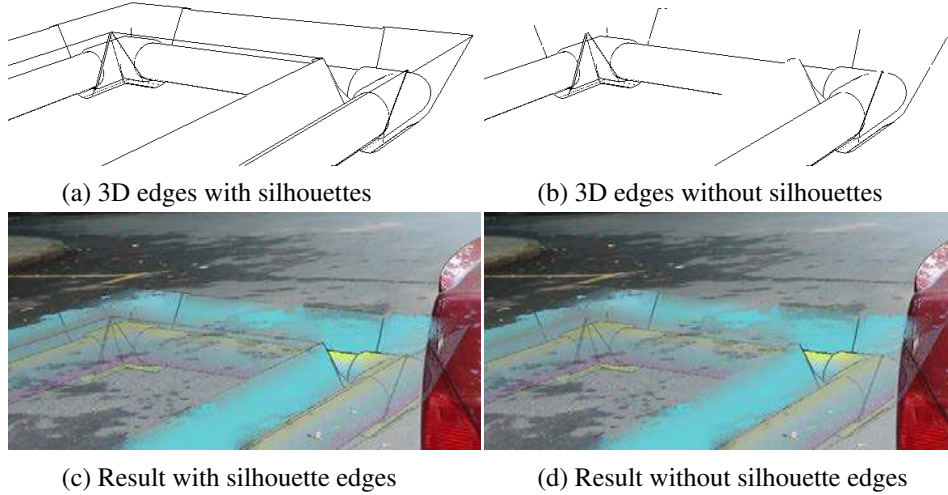 (a) 3D edges with silhouettes
(b) 3D edges without silhouettes
(c) Result with silhouette edges
(d) Result without silhouette edges